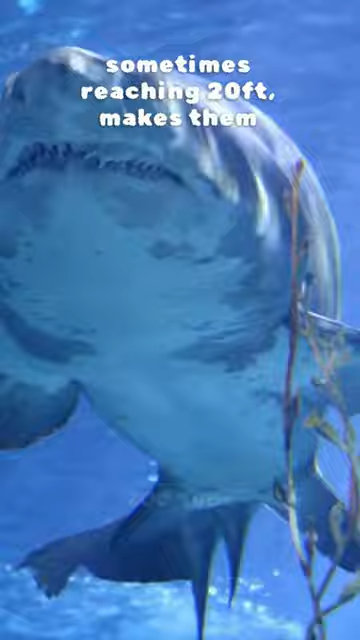 sometimes
reaching 20ft,
makes them